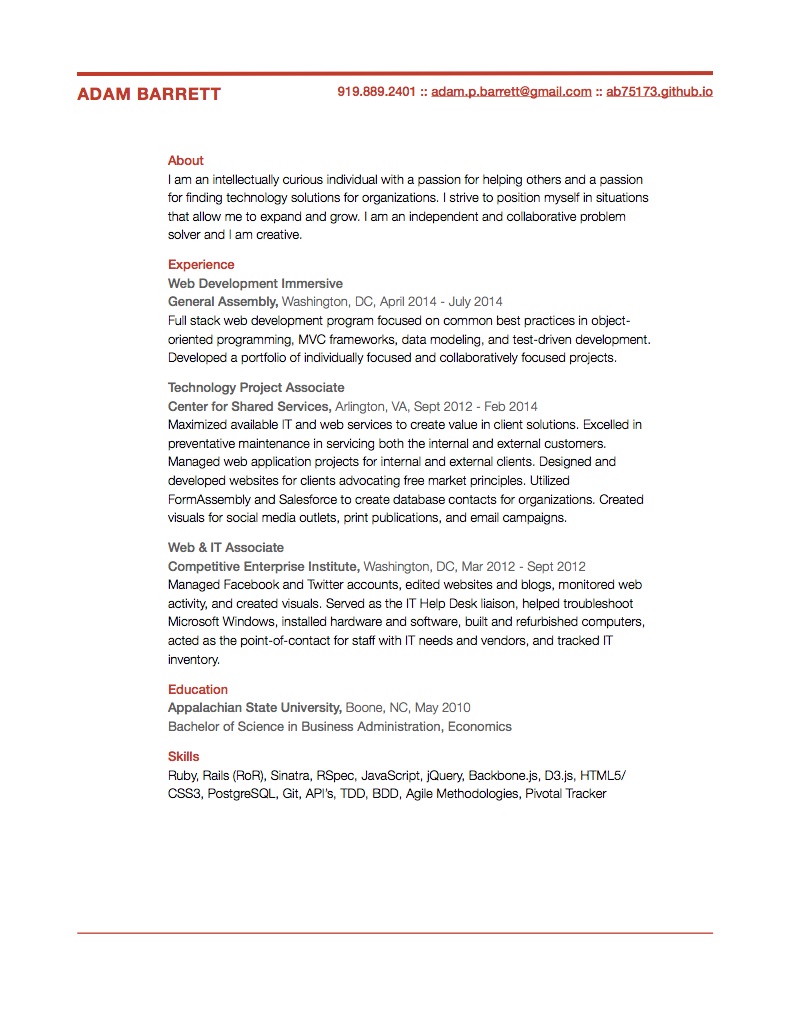 ADAM BARRETT
919.889.2401 :: adam.p.barrett@gmail.com :: ab75173.github.io
About
I am an intellectually curious individual with a passion for helping others and a passion
for finding technology solutions for organizations. I strive to position myself in situations
that allow me to expand and grow. I am an independent and collaborative problem
solver and I am creative.
Experience
Web Development Immersive
General Assembly, Washington, DC, April 2014 - July 2014
Full stack web development program focused on common best practices in object-
oriented programming, MVC frameworks, data modeling, and test-driven development.
Developed a portfolio of individually focused and collaboratively focused projects.
Technology Project Associate
Center for Shared Services, Arlington, VA, Sept 2012 - Feb 2014
Maximized available IT and web services to create value in client solutions. Excelled in
preventative maintenance in servicing both the internal and external customers.
Managed web application projects for internal and external clients. Designed and
developed websites for clients advocating free market principles. Utilized
FormAssembly and Salesforce to create database contacts for organizations. Created
visuals for social media outlets, print publications, and email campaigns.
Web & IT Associate
Competitive Enterprise Institute, Washington, DC, Mar 2012 - Sept 2012
Managed Facebook and Twitter accounts, edited websites and blogs, monitored web
activity, and created visuals. Served as the IT Help Desk liaison, helped troubleshoot
Microsoft Windows, installed hardware and software, built and refurbished computers,
acted as the point-of-contact for staff with IT needs and vendors, and tracked IT
inventory.
Education
Appalachian State University, Boone, NC, May 2010
Bachelor of Science in Business Administration, Economics
Skills
Ruby, Rails (RoR), Sinatra, RSpec, JavaScript, jQuery, Backbone.js, D3.js, HTML5/
CSS3, PostgreSQL, Git, API's, TDD, BDD, Agile Methodologies, Pivotal Tracker